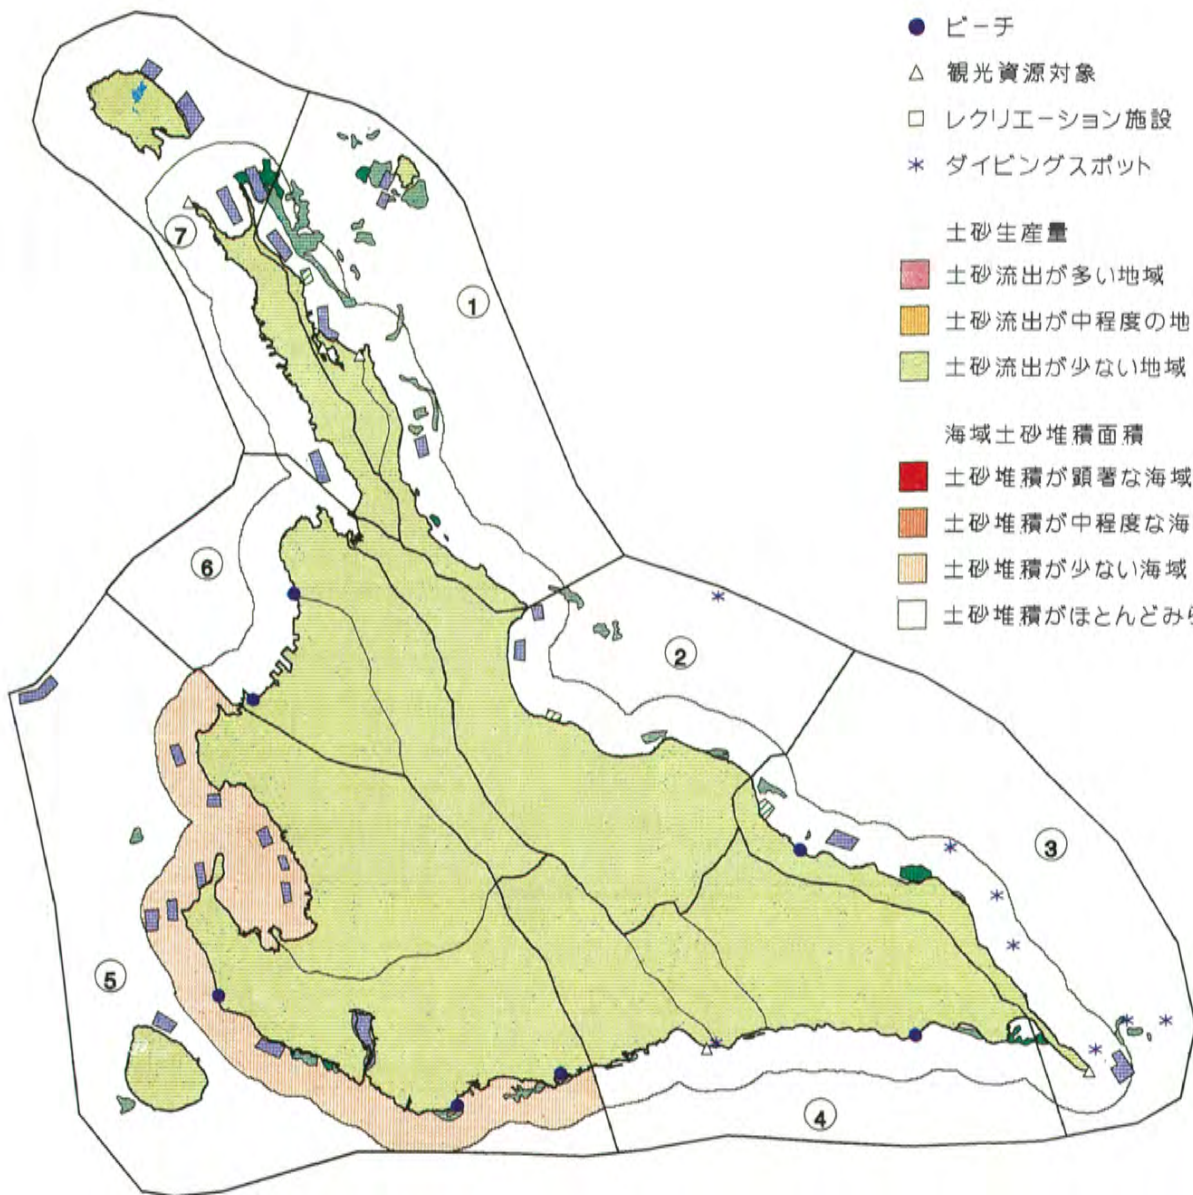 ビーチ
観光資源対象
レクリエーション施設
ダイビングスポット
土砂生産量
土砂流出が多い地域
土砂流出が中程度の地
土砂流出が少ない地域
海域土砂堆積面積
土砂堆積が顕著な海域
土砂堆積が中程度な海
土砂堆積が少ない海域
土砂堆積がほとんどみ
⑦
①
⑥
②
③
⑤
④